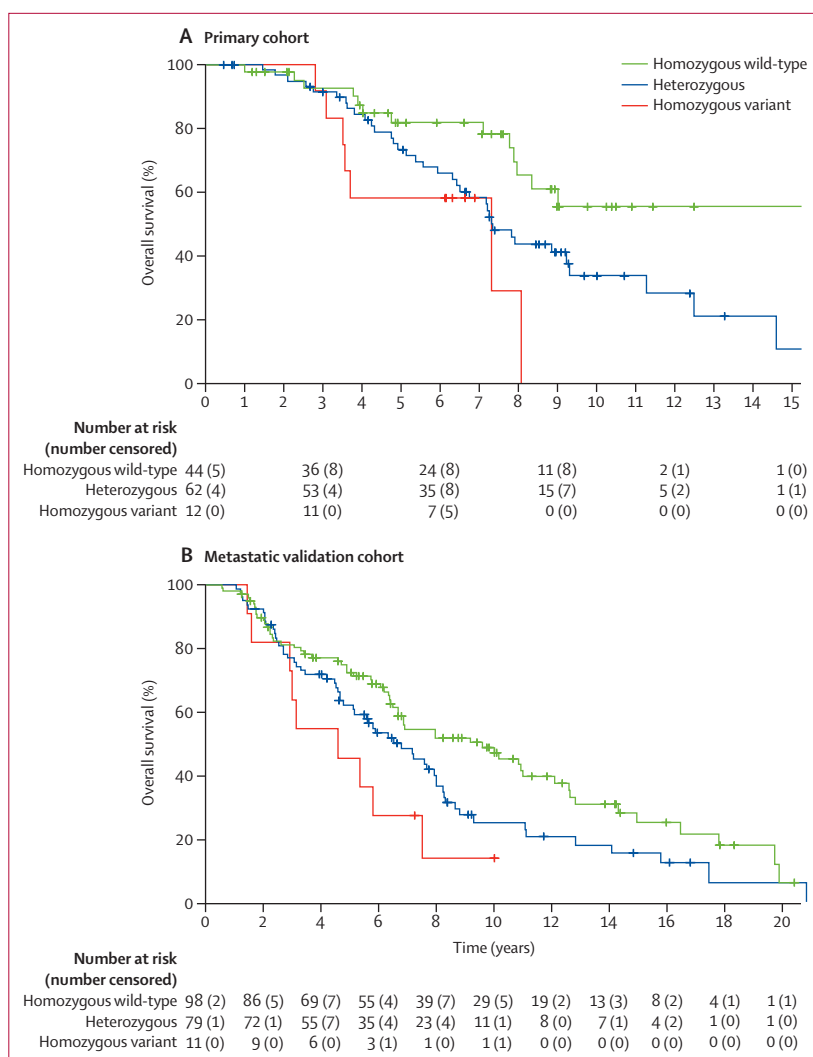 A Primary cohort
Homozygous wild-type
Heterozygous
Homozygous variant
Overall survival (%)
100
80
60
40
20
0
0 1 2 3 4 5 6 7 8 9 10 11 12 13 14 15
Number at risk
(number censored)
Homozygous wild-type 44 (5) 36 (8) 24 (8) 11 (8) 2 (1) 1 (0)
Heterozygous 62 (4) 53 (4) 35 (8) 15 (7) 5 (2) 1 (1)
Homozygous variant 12 (0) 11 (0) 7 (5) 0 (0) 0 (0) 0 (0)
B Metastatic validation cohort
Overall survival (%)
100
80
60
40
20
0
0 2 4 6 8 10 12 14 16 18 20
Time (years)
Number at risk
(number censored)
Homozygous wild-type 98 (2) 86 (5) 69 (7) 55 (4) 39 (7) 29 (5) 19 (2) 13 (3) 8 (2) 4 (1) 1 (1)
Heterozygous 79 (1) 72 (1) 55 (7) 35 (4) 23 (4) 11 (1) 8 (0) 7 (1) 4 (2) 1 (0) 1 (0)
Homozygous variant 11 (0) 9 (0) 6 (0) 3 (1) 1 (0) 1 (1) 0 (0) 0 (0) 0 (0) 0 (0) 0 (0)